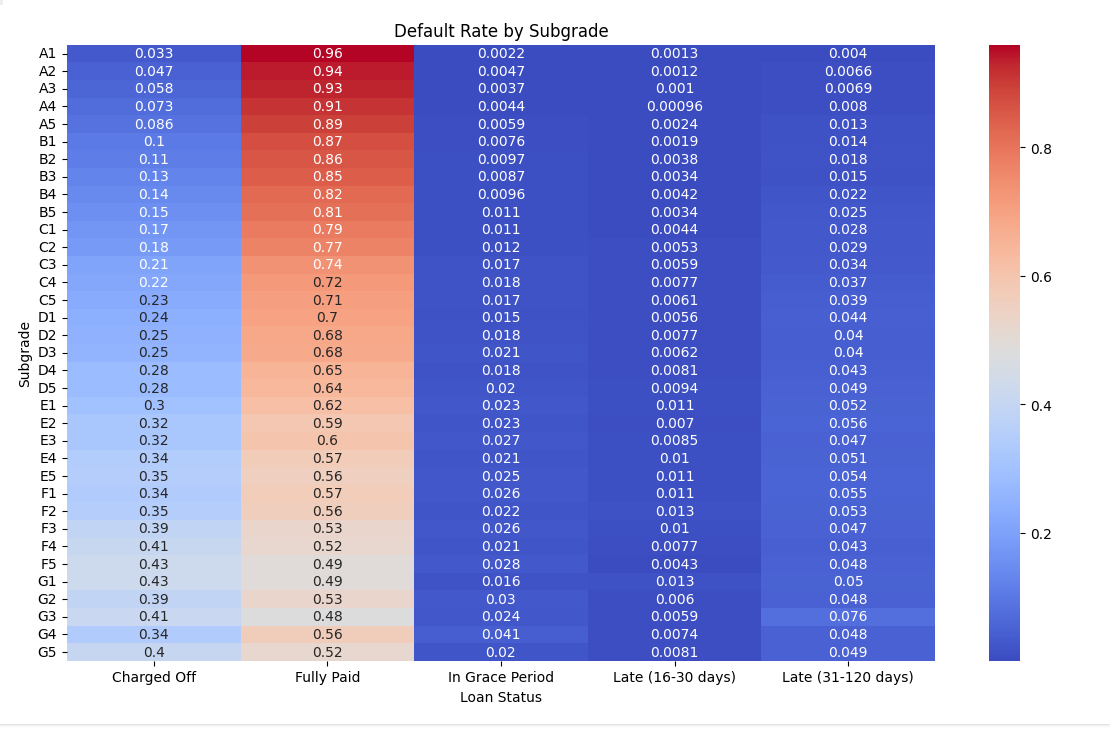 Default Rate by Subgrade
A1 0.033 0.96 0.0022 0.0013 0.004
A2 0.047 0.94 0.0047 0.0012 0.0066
A3 0.058 0.93 0.0037 0.001 0.0069
A4 0.073 0.91 0.0044 0.00096 0.008
A5 0.086 0.89 0.0059 0.0024 0.013
B1 0.1 0.87 0.0076 0.0019 0.014
B2 0.11 0.86 0.0097 0.0038 0.018
B3 0.13 0.85 0.0087 0.0034 0.015
B4 0.14 0.82 0.0096 0.0042 0.022
B5 0.15 0.81 0.011 0.0034 0.025
C1 0.17 0.79 0.011 0.0044 0.028
C2 0.18 0.77 0.012 0.0053 0.029
C3 0.21 0.74 0.017 0.0059 0.034
C4 0.22 0.72 0.018 0.0077 0.037
C5 0.23 0.71 0.017 0.0061 0.039
D1 0.24 0.7 0.015 0.0056 0.044
D2 0.25 0.68 0.018 0.0077 0.04
D3 0.25 0.68 0.021 0.0062 0.04
D4 0.28 0.65 0.018 0.0081 0.043
D5 0.28 0.64 0.02 0.0094 0.049
E1 0.3 0.62 0.023 0.011 0.052
E2 0.32 0.59 0.023 0.007 0.056
E3 0.32 0.6 0.027 0.0085 0.047
E4 0.34 0.57 0.021 0.01 0.051
E5 0.35 0.56 0.025 0.011 0.054
F1 0.34 0.57 0.026 0.011 0.055
F2 0.35 0.56 0.022 0.013 0.053
F3 0.39 0.53 0.026 0.01 0.047
F4 0.41 0.52 0.021 0.0077 0.043
F5 0.43 0.49 0.028 0.0043 0.048
G1 0.43 0.49 0.016 0.013 0.05
G2 0.39 0.53 0.03 0.006 0.048
G3 0.41 0.48 0.024 0.0059 0.076
G4 0.34 0.56 0.041 0.0074 0.048
G5 0.4 0.52 0.02 0.0081 0.049
Subgrade
Charged Off Fully Paid In Grace Period Late (16-30 days) Late (31-120 days)
Loan Status
0.8
0.6
0.4
0.2